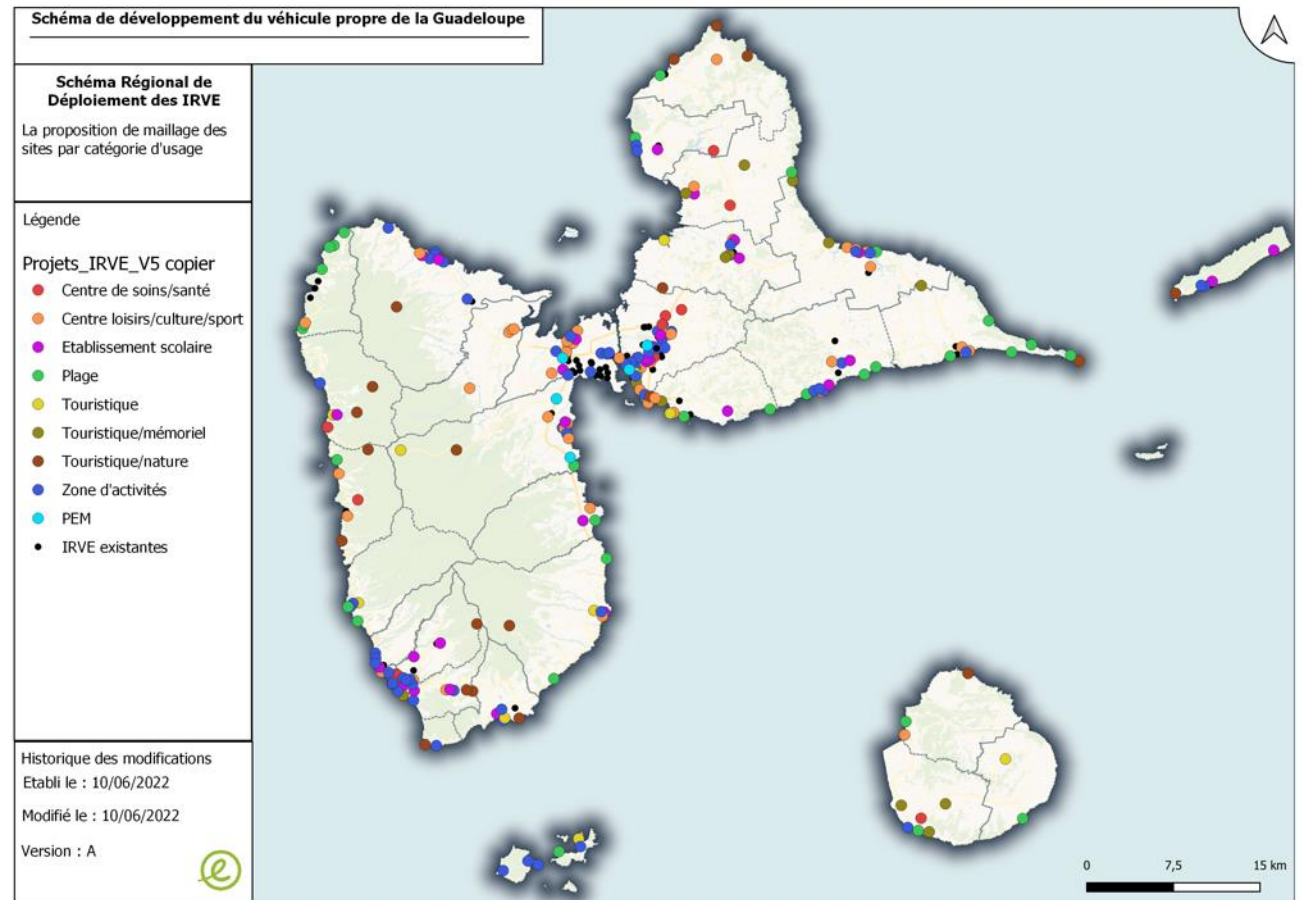 Schéma de développement du véhicule propre de la Guadeloupe
Schéma Régional de
Déploiement des IRVE
La proposition de maillage des
sites par catégorie d'usage
Légende
Projets_IRVE_V5 copier
Centre de soins/santé
Centre loisirs/culture/sport
Etablissement scolaire
Plage
Touristique
Touristique/mémoriel
Touristique/nature
Zone d'activités
PEM
IRVE existantes
Historique des modifications
Etabli le : 10/06/2022
Modifié le : 10/06/2022
Version : A
e
0 7,5 15 km